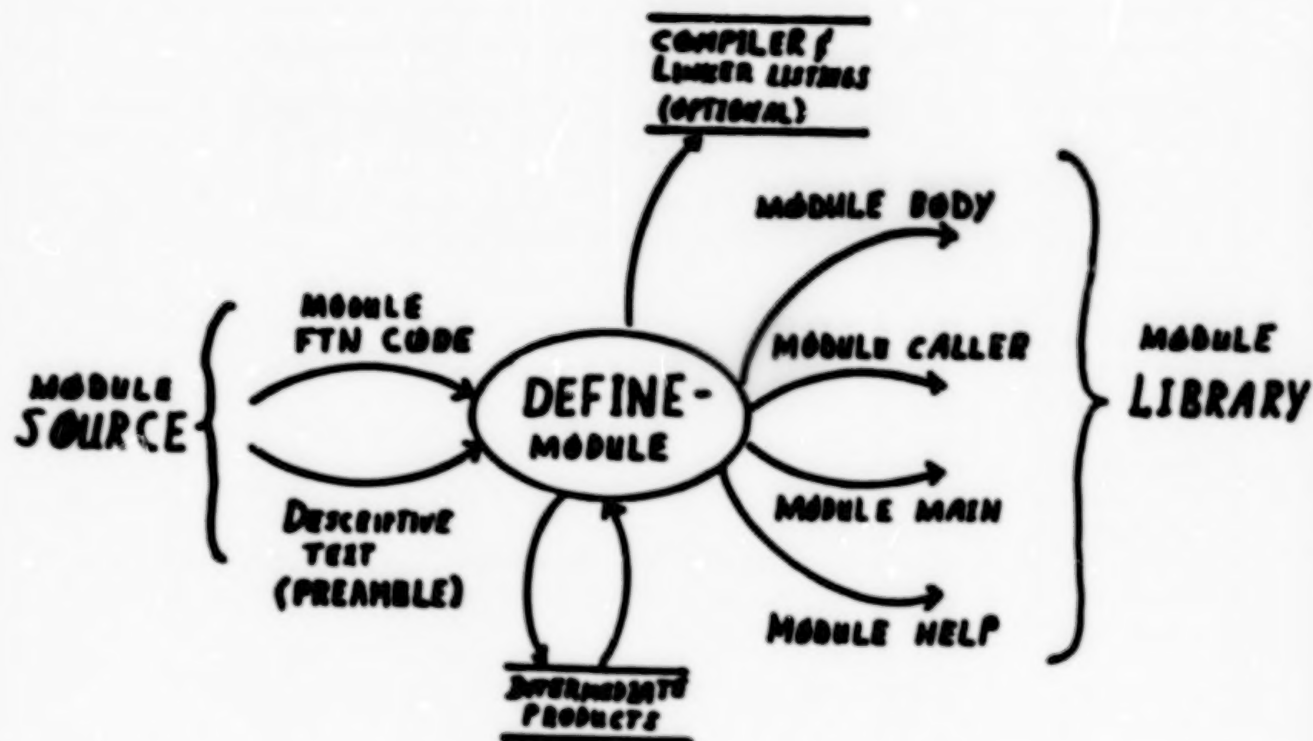 COMPILER &
LINKER LISTINGS
(OPTIONAL)
MODULE BODY
MODULE
FTN CODE
MODULE CALLER
MODULE
LIBRARY
MODULE
SOURCE
DEFINE-
MODULE
DESCRIPTIVE
TEXT
(PREAMBLE)
MODULE MAIN
MODULE HELP
INTERMEDIATE
PRODUCTS